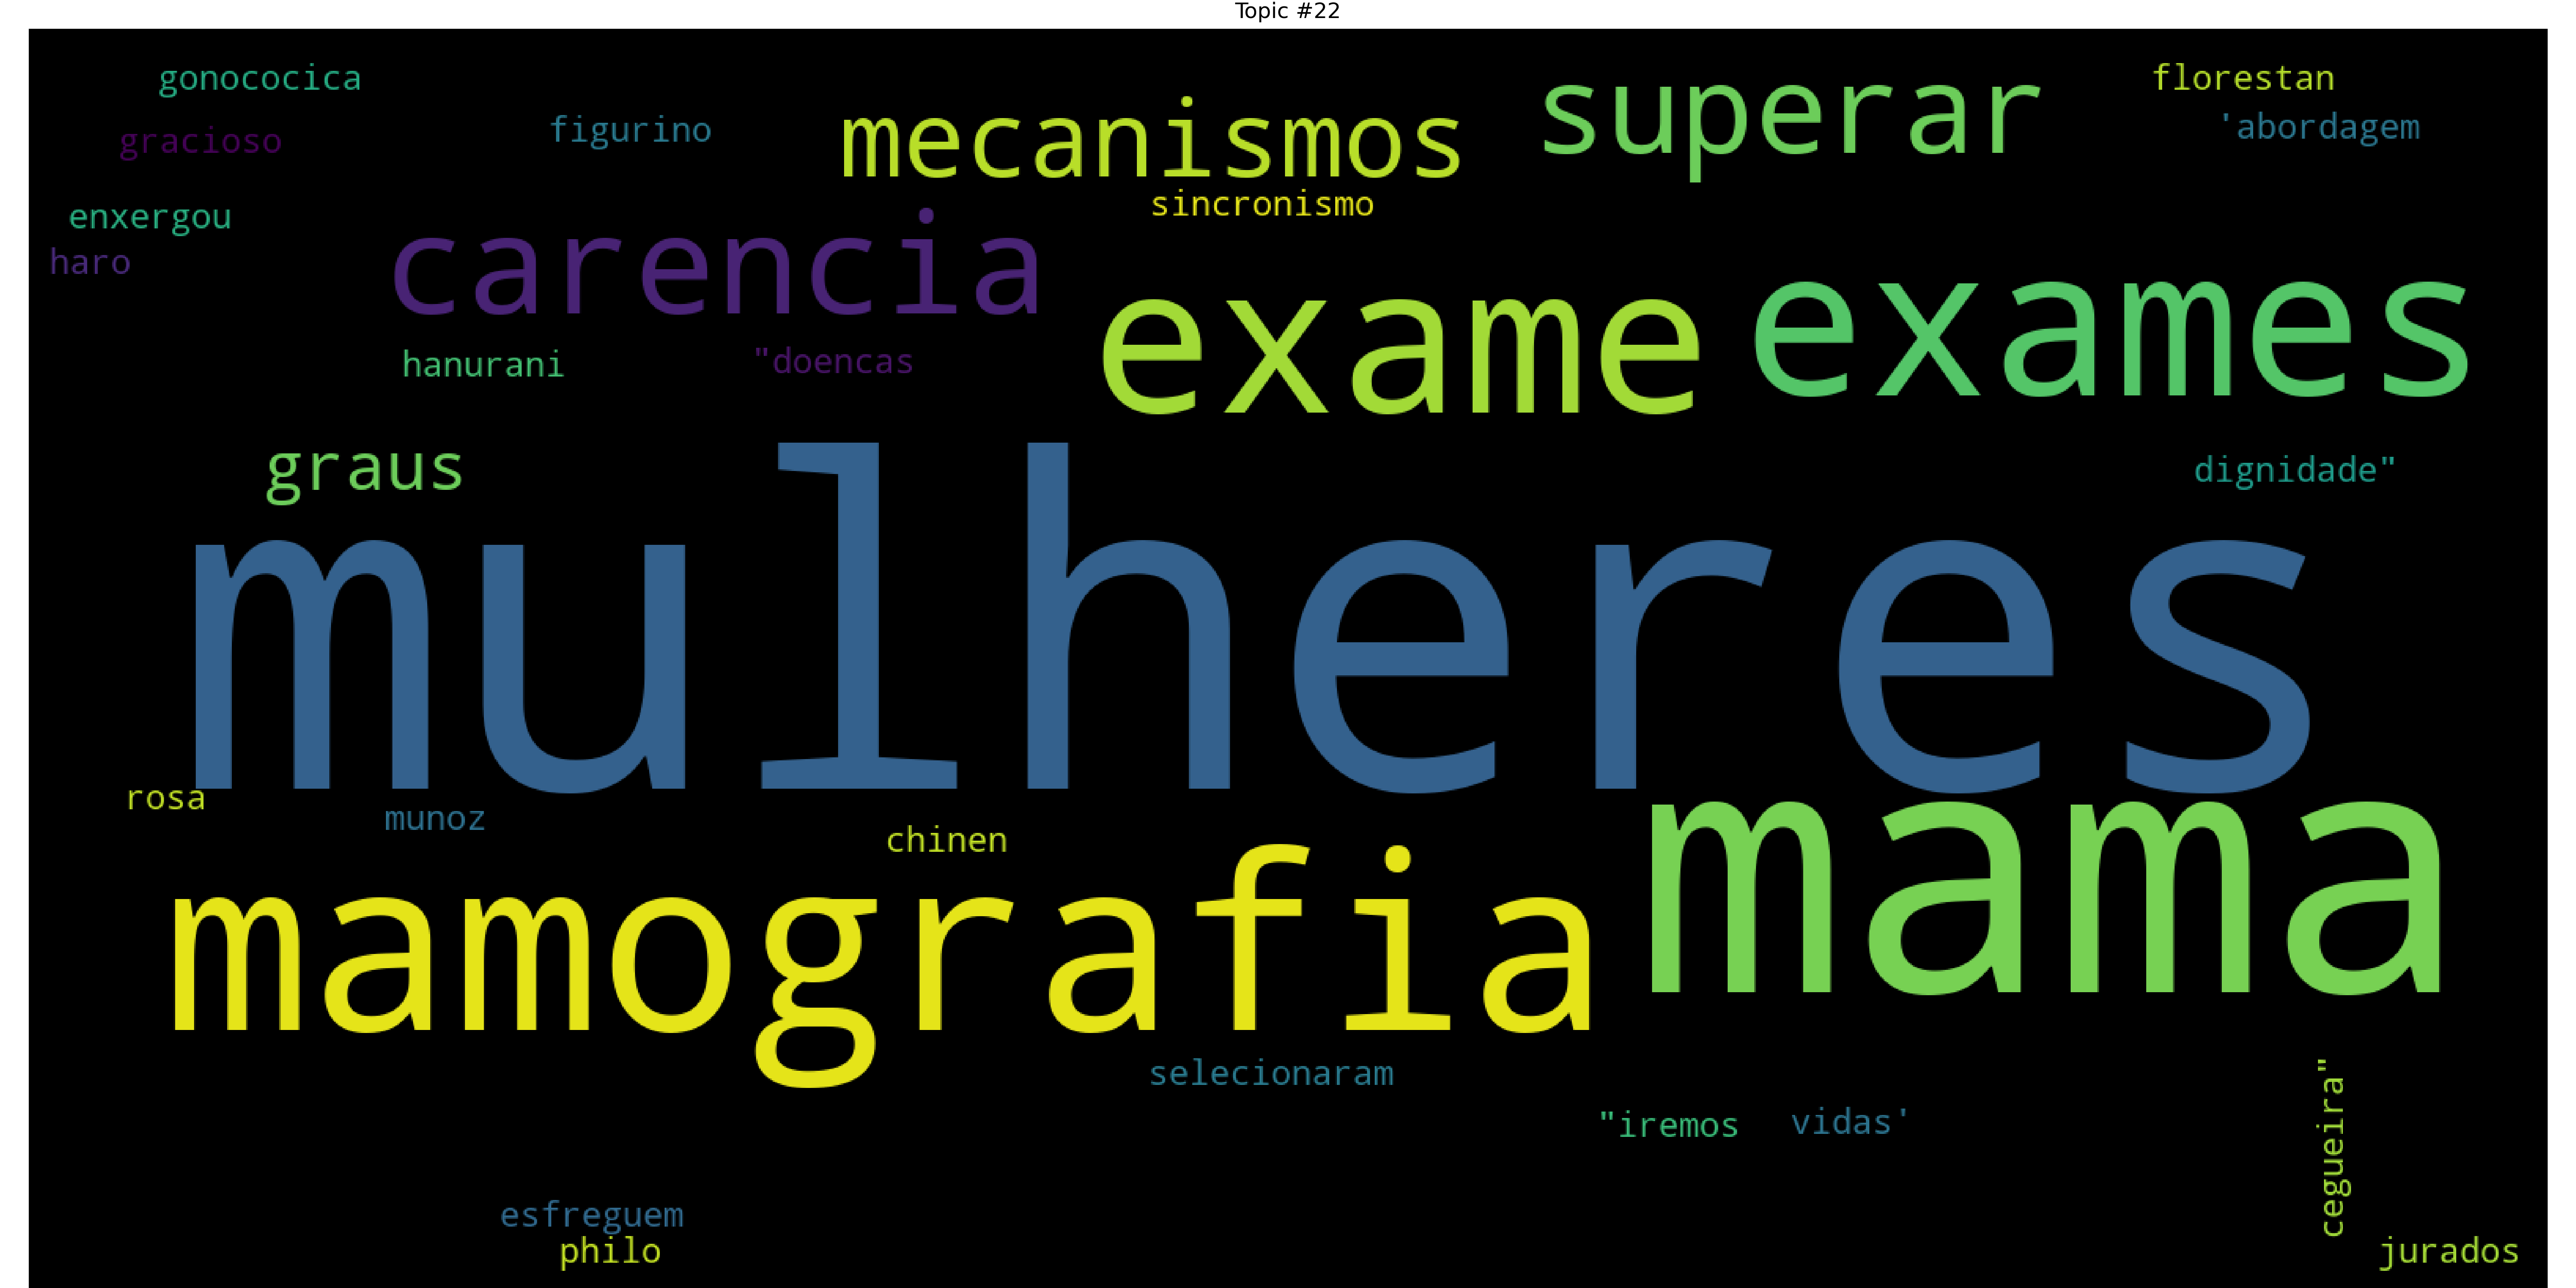 Topic #22
gonococica
gracioso
figurino
mecanismos
superar
florestan
'abordagem
enxergou
haro
carencia
sincronismo
hanurani
"doencas
exame
exames
graus
dignidade"
mulheres
rosa
munoz
chinen
mamografia
mama
selecionaram
"iremos
vidas'
cegueira"
esfreguem
philo
jurados